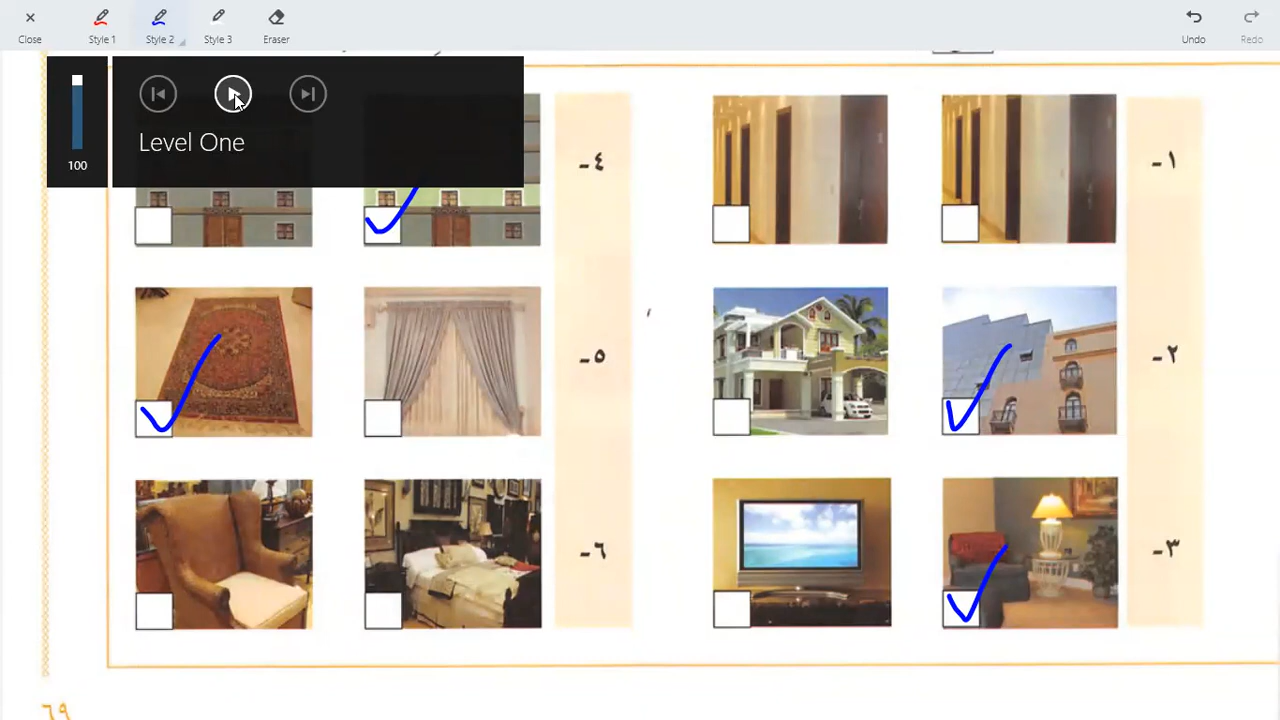 Close
Style 1
Style 2
Style 3
Eraser
Undo
Redo
100
Level One
١-
٤-
٢-
٥-
٣-
٦-
٦٩